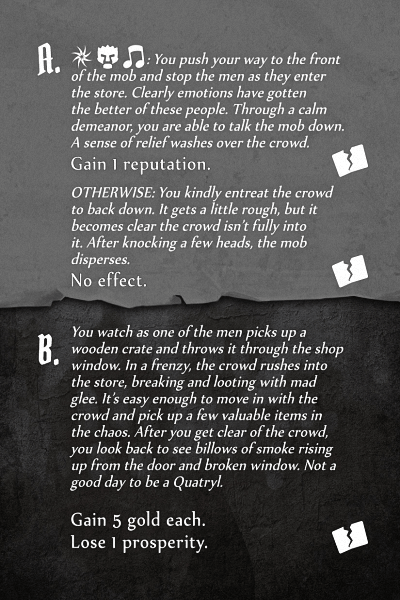 A.
: You push your way to the front
of the mob and stop the men as they enter
the store. Clearly emotions have gotten
the better of these people. Through a calm
demeanor, you are able to talk the mob down.
A sense of relief washes over the crowd.
Gain 1 reputation.
OTHERWISE: You kindly entreat the crowd
to back down. It gets a little rough, but it
becomes clear the crowd isn't fully into
it. After knocking a few heads, the mob
disperses.
No effect.
B.
You watch as one of the men picks up a
wooden crate and throws it through the shop
window. In a frenzy, the crowd rushes into
the store, breaking and looting with mad
glee. It's easy enough to move in with the
crowd and pick up a few valuable items in
the chaos. After you get clear of the crowd,
you look back to see billows of smoke rising
up from the door and broken window. Not a
good day to be a Quatryl.
Gain 5 gold each.
Lose 1 prosperity.